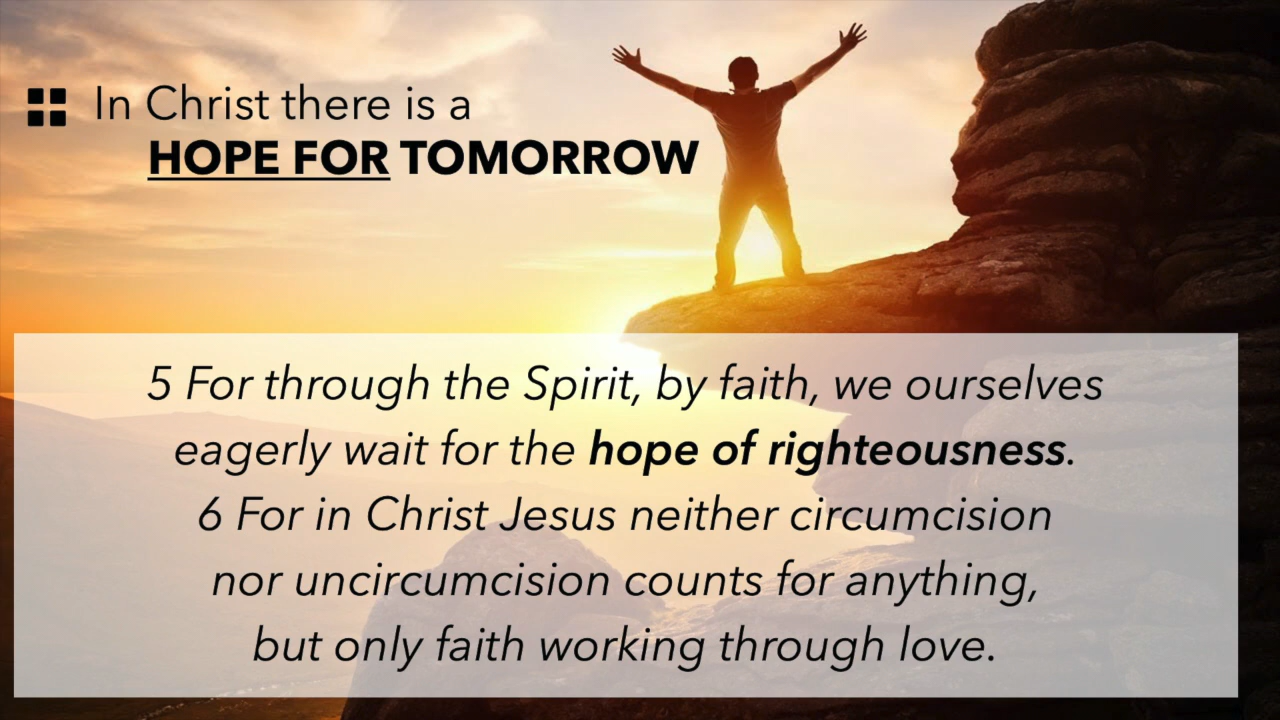 In Christ there is a
HOPE FOR TOMORROW
5 For through the Spirit, by faith, we ourselves
eagerly wait for the hope of righteousness.
6 For in Christ Jesus neither circumcision
nor uncircumcision counts for anything,
but only faith working through love.